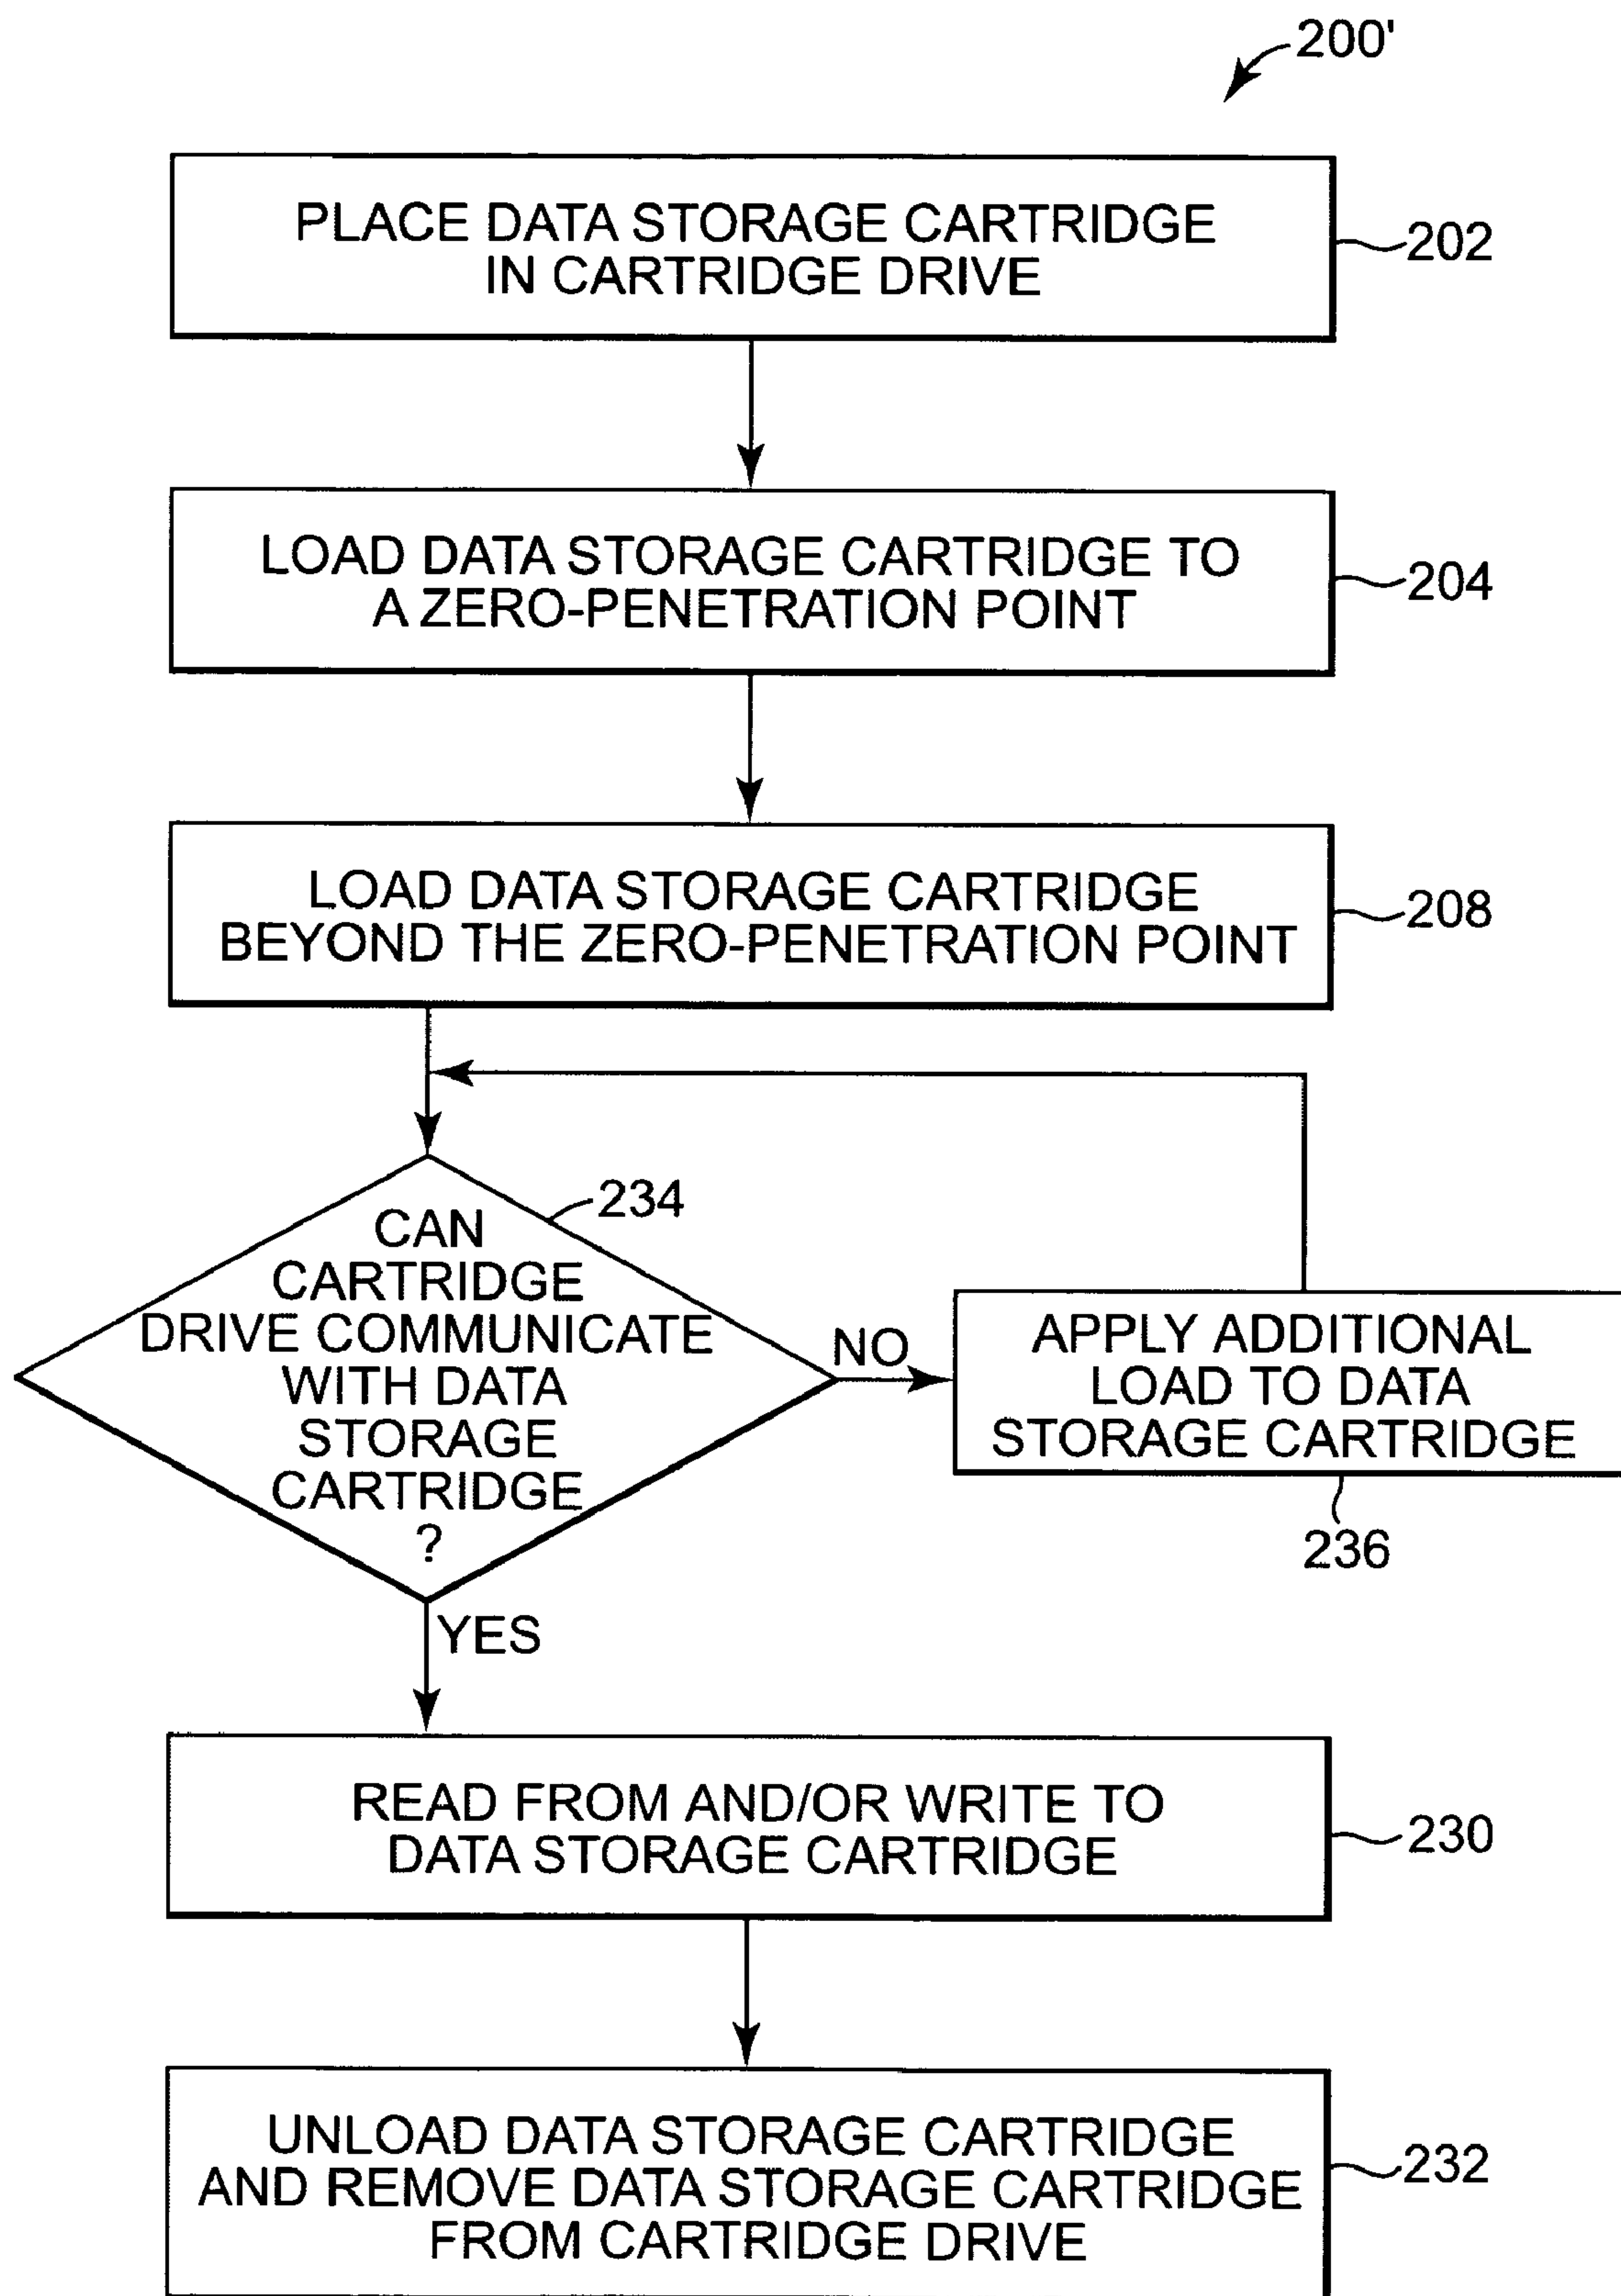 200'
PLACE DATA STORAGE CARTRIDGE
IN CARTRIDGE DRIVE
202
LOAD DATA STORAGE CARTRIDGE TO
A ZERO-PENETRATION POINT
204
LOAD DATA STORAGE CARTRIDGE
BEYOND THE ZERO-PENETRATION POINT
208
234
CAN
CARTRIDGE
DRIVE COMMUNICATE
WITH DATA
STORAGE
CARTRIDGE
?
NO
APPLY ADDITIONAL
LOAD TO DATA
STORAGE CARTRIDGE
236
YES
READ FROM AND/OR WRITE TO
DATA STORAGE CARTRIDGE
230
UNLOAD DATA STORAGE CARTRIDGE
AND REMOVE DATA STORAGE CARTRIDGE
FROM CARTRIDGE DRIVE
232